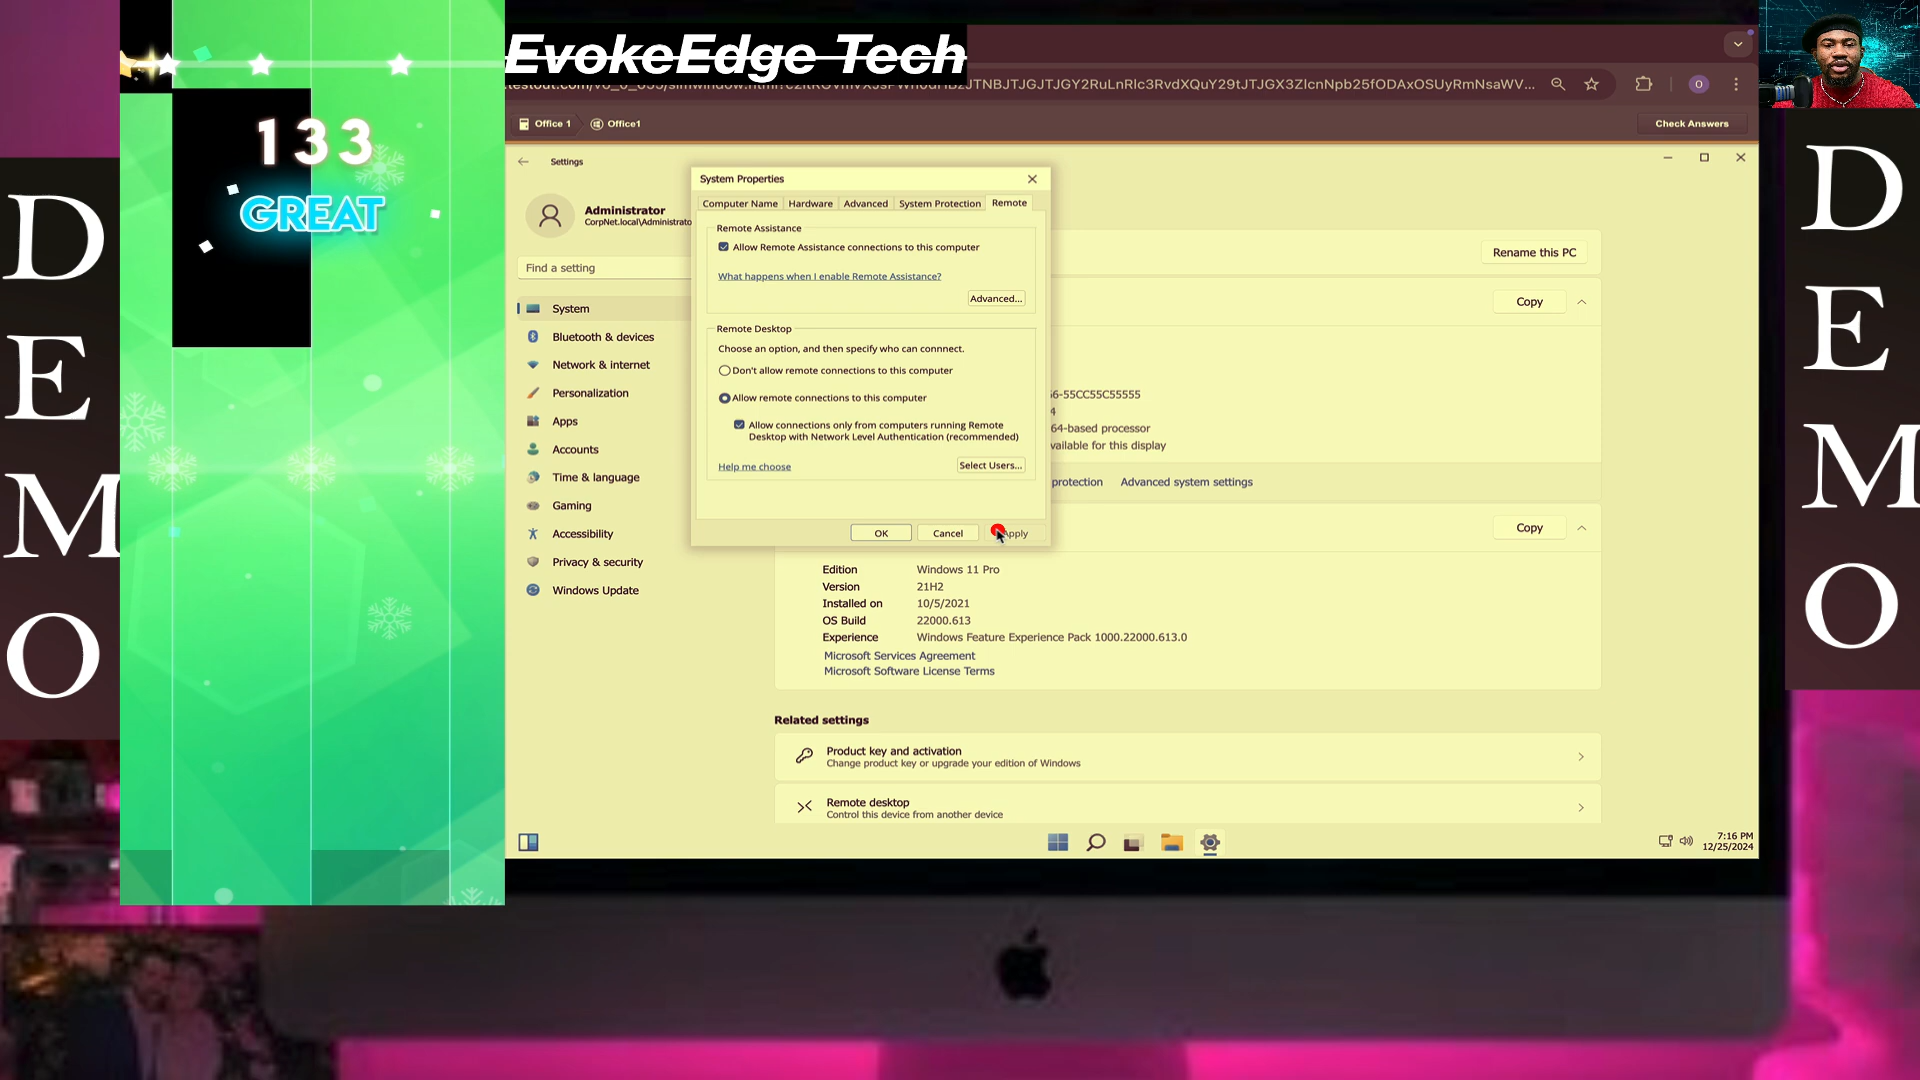 133
GREAT
D
E
M
O
EvokeEdge Tech
JTNBJTJGJTJGY2RuLnRlc3RvdXQuY29tJTJGX3ZlcnNpb25fODAxOSUyRmNsaWV...
O
Office 1
Office1
Check Answers
Settings
Administrator
CorpNet.local\Administrato
Find a setting
System
Bluetooth & devices
Network & internet
Personalization
Apps
Accounts
Time & language
Gaming
Accessibility
Privacy & security
Windows Update
System Properties
Computer Name
Hardware
Advanced
System Protection
Remote
Remote Assistance
Allow Remote Assistance connections to this computer
What happens when I enable Remote Assistance?
Advanced...
Remote Desktop
Choose an option, and then specify who can connnect.
Don't allow remote connections to this computer
Allow remote connections to this computer
Allow connections only from computers running Remote
Desktop with Network Level Authentication (recommended)
Help me choose
Select Users...
OK
Cancel
Apply
Rename this PC
Copy
6-55CC55C55555
4
64-based processor
vailable for this display
protection
Advanced system settings
Copy
Edition Windows 11 Pro
Version 21H2
Installed on 10/5/2021
OS Build 22000.613
Experience Windows Feature Experience Pack 1000.22000.613.0
Microsoft Services Agreement
Microsoft Software License Terms
Related settings
Product key and activation
Change product key or upgrade your edition of Windows
Remote desktop
Control this device from another device
7:16 PM
12/25/2024
D
E
M
O